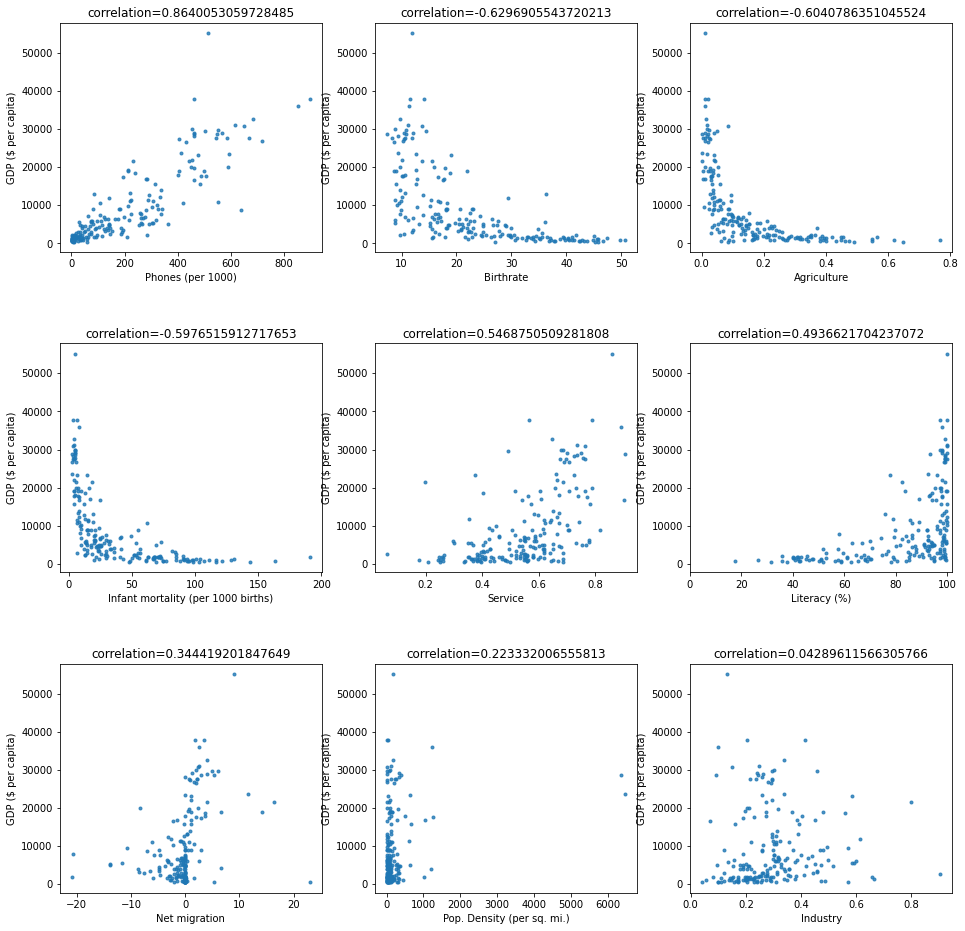 correlation=0.8640053059728485
correlation=-0.6296905543720213
correlation=-0.6040786351045524
GDP ($ per capita)
50000
40000
30000
20000
10000
0
0 200 400 600 800
Phones (per 1000)
GDP ($ per capita)
50000
40000
30000
20000
10000
0
10 20 30 40 50
Birthrate
GDP ($ per capita)
50000
40000
30000
20000
10000
0
0.0 0.2 0.4 0.6 0.8
Agriculture
correlation=-0.5976515912717653
correlation=0.5468750509281808
correlation=0.4936621704237072
GDP ($ per capita)
50000
40000
30000
20000
10000
0
0 50 100 150 200
Infant mortality (per 1000 births)
GDP ($ per capita)
50000
40000
30000
20000
10000
0
0.2 0.4 0.6 0.8
Service
GDP ($ per capita)
50000
40000
30000
20000
10000
0
0 20 40 60 80 100
Literacy (%)
correlation=0.344419201847649
correlation=0.223332006555813
correlation=0.04289611566305766
GDP ($ per capita)
50000
40000
30000
20000
10000
0
−20 −10 0 10 20
Net migration
GDP ($ per capita)
50000
40000
30000
20000
10000
0
0 1000 2000 3000 4000 5000 6000
Pop. Density (per sq. mi.)
GDP ($ per capita)
50000
40000
30000
20000
10000
0
0.0 0.2 0.4 0.6 0.8
Industry